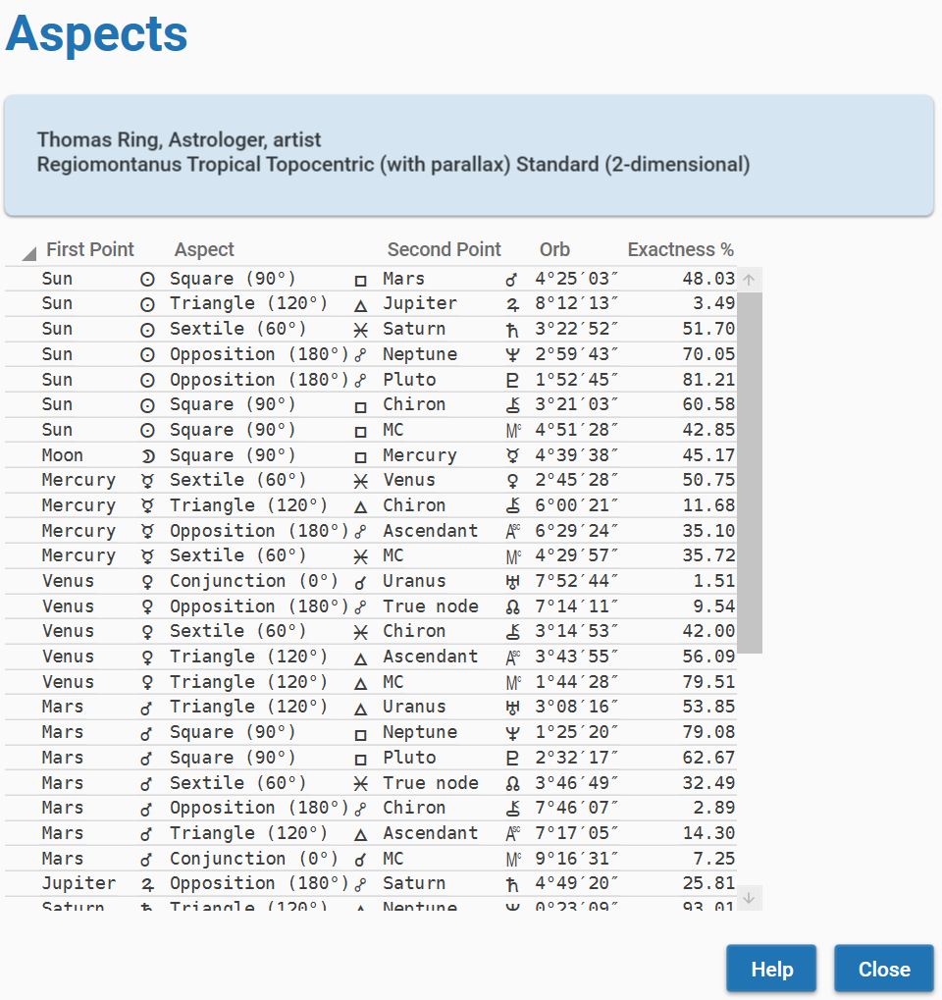 Aspects
Thomas Ring, Astrologer, artist
Regiomontanus Tropical Topocentric (with parallax) Standard (2-dimensional)
First Point Aspect Second Point Orb Exactness %
Sun ☉ Square (90°) □ Mars ♂ 4°25′03″ 48.03
Sun ☉ Triangle (120°) △ Jupiter ♃ 8°12′13″ 3.49
Sun ☉ Sextile (60°) ⚹ Saturn ♄ 3°22′52″ 51.70
Sun ☉ Opposition (180°) ☍ Neptune ♆ 2°59′43″ 70.05
Sun ☉ Opposition (180°) ☍ Pluto ♇ 1°52′45″ 81.21
Sun ☉ Square (90°) □ Chiron ⚷ 3°21′03″ 60.58
Sun ☉ Square (90°) □ MC Mc 4°51′28″ 42.85
Moon ☽ Square (90°) □ Mercury ☿ 4°39′38″ 45.17
Mercury ☿ Sextile (60°) ⚹ Venus ♀ 2°45′28″ 50.75
Mercury ☿ Triangle (120°) △ Chiron ⚷ 6°00′21″ 11.68
Mercury ☿ Opposition (180°) ☍ Ascendant Asc 6°29′24″ 35.10
Mercury ☿ Sextile (60°) ⚹ MC Mc 4°29′57″ 35.72
Venus ♀ Conjunction (0°) ☌ Uranus ♅ 7°52′44″ 1.51
Venus ♀ Opposition (180°) ☍ True node ☊ 7°14′11″ 9.54
Venus ♀ Sextile (60°) ⚹ Chiron ⚷ 3°14′53″ 42.00
Venus ♀ Triangle (120°) △ Ascendant Asc 3°43′55″ 56.09
Venus ♀ Triangle (120°) △ MC Mc 1°44′28″ 79.51
Mars ♂ Triangle (120°) △ Uranus ♅ 3°08′16″ 53.85
Mars ♂ Square (90°) □ Neptune ♆ 1°25′20″ 79.08
Mars ♂ Square (90°) □ Pluto ♇ 2°32′17″ 62.67
Mars ♂ Sextile (60°) ⚹ True node ☊ 3°46′49″ 32.49
Mars ♂ Opposition (180°) ☍ Chiron ⚷ 7°46′07″ 2.89
Mars ♂ Triangle (120°) △ Ascendant Asc 7°17′05″ 14.30
Mars ♂ Conjunction (0°) ☌ MC Mc 9°16′31″ 7.25
Jupiter ♃ Opposition (180°) ☍ Saturn ♄ 4°49′20″ 25.81
Saturn ♄ Triangle (120°) △ Neptune ♆ 0°23′09″ 93.01
Help Close